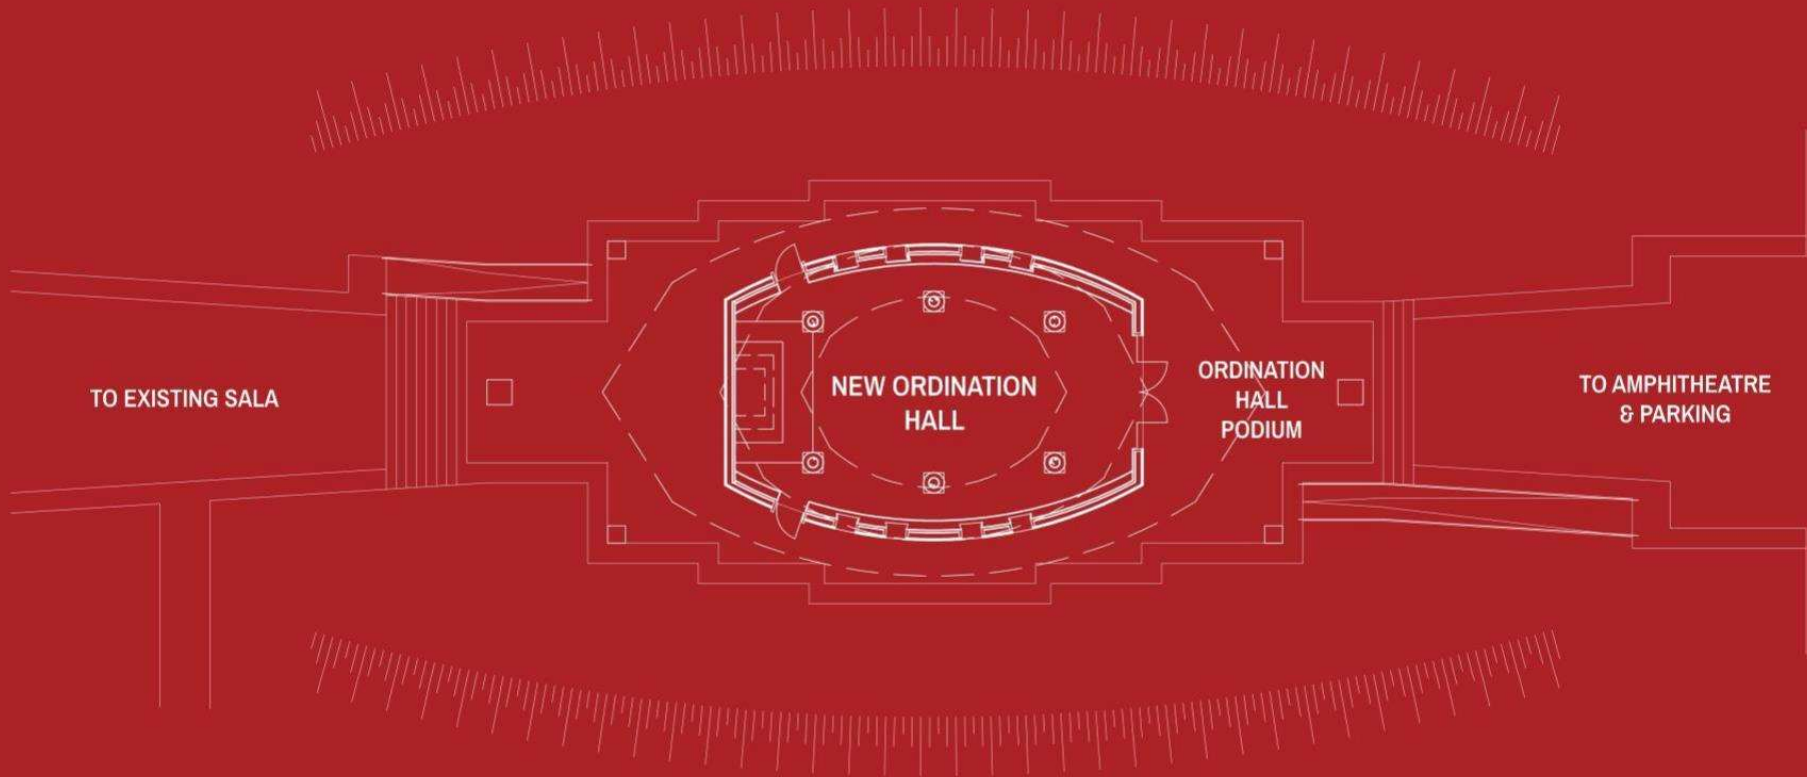 TO EXISTING SALA
NEW ORDINATION
HALL
ORDINATION
HALL
PODIUM
TO AMPHITHEATRE
& PARKING